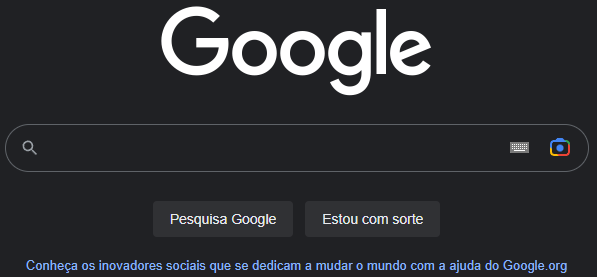 Google
Pesquisa Google
Estou com sorte
Conheça os inovadores sociais que se dedicam a mudar o mundo com a ajuda do Google.org